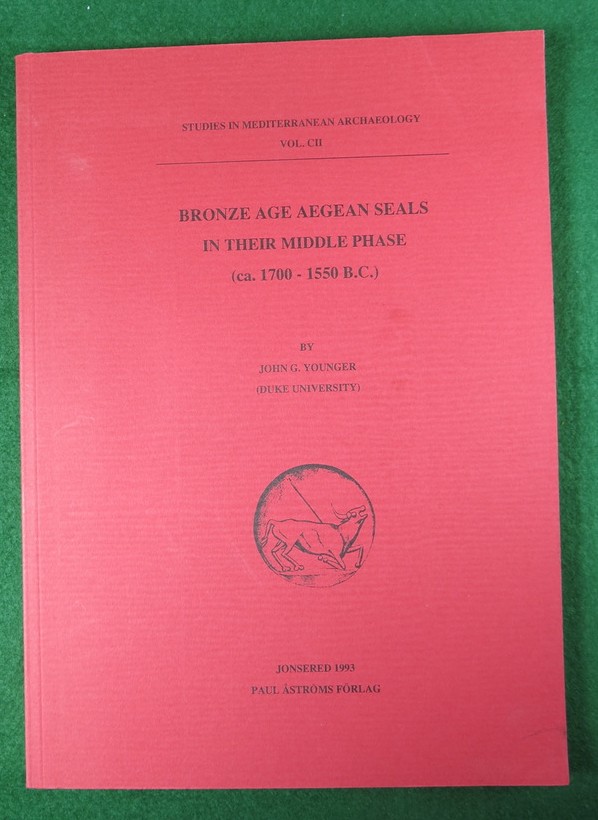 STUDIES IN MEDITERRANEAN ARCHAEOLOGY
VOL. CII
BRONZE AGE AEGEAN SEALS
IN THEIR MIDDLE PHASE
(ca. 1700 - 1550 B.C.)
BY
JOHN G. YOUNGER
(DUKE UNIVERSITY)
JONSERED 1993
PAUL ÅSTRÖMS FÖRLAG